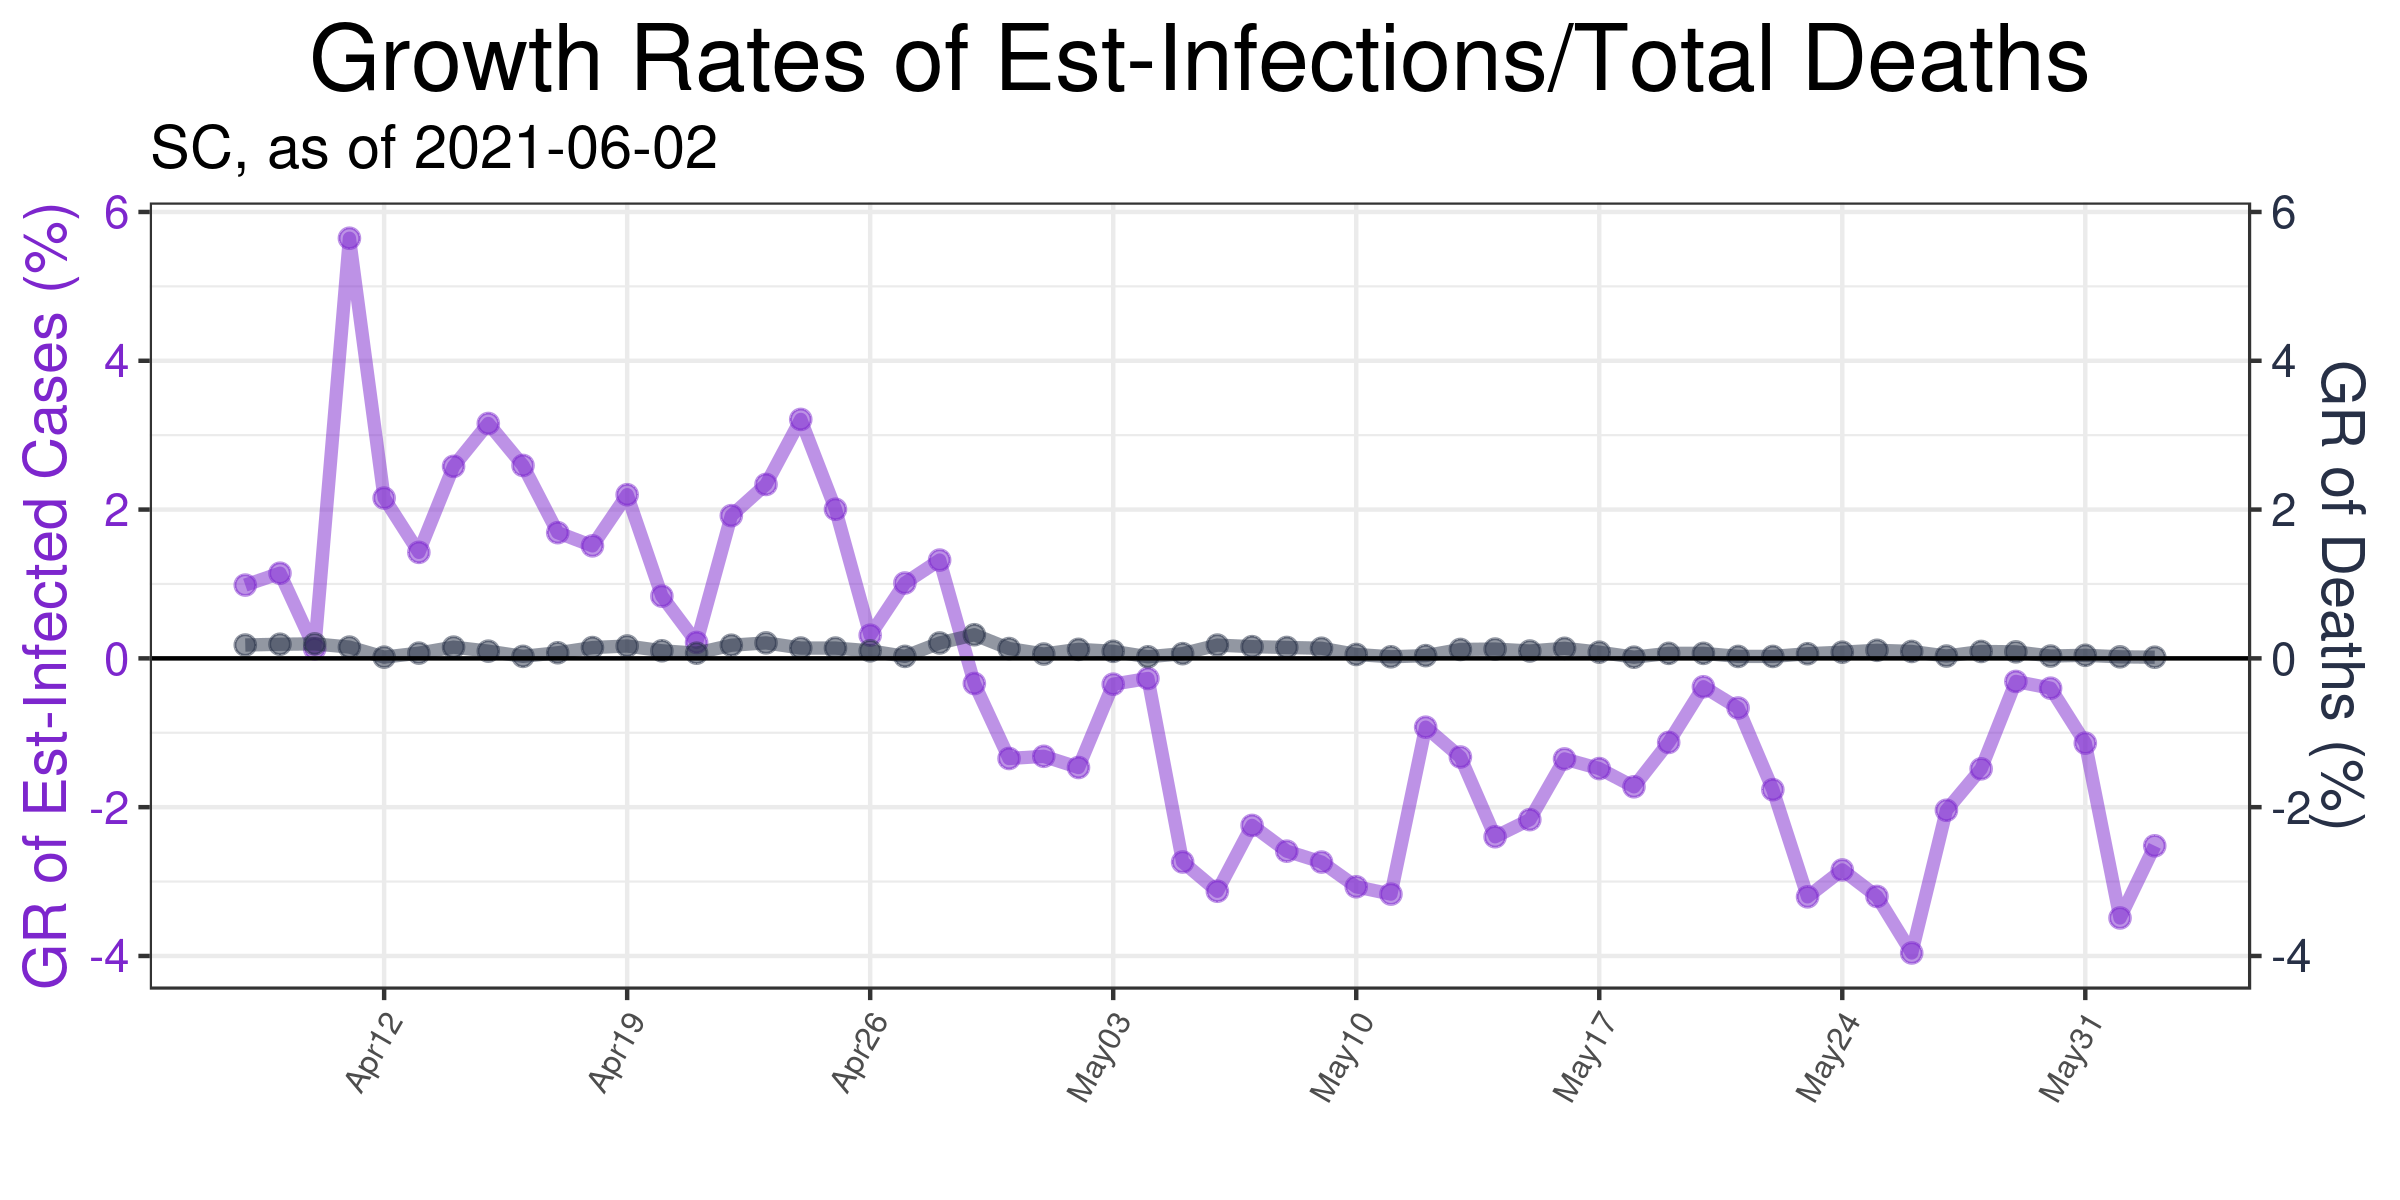 Growth Rates of Est-Infections/Total Deaths
SC, as of 2021-06-02
GR of Est-Infected Cases (%)
6
4
2
0
-2
-4
6
4
2
0
-2
-4
GR of Deaths (%)
Apr12
Apr19
Apr26
May03
May10
May17
May24
May31